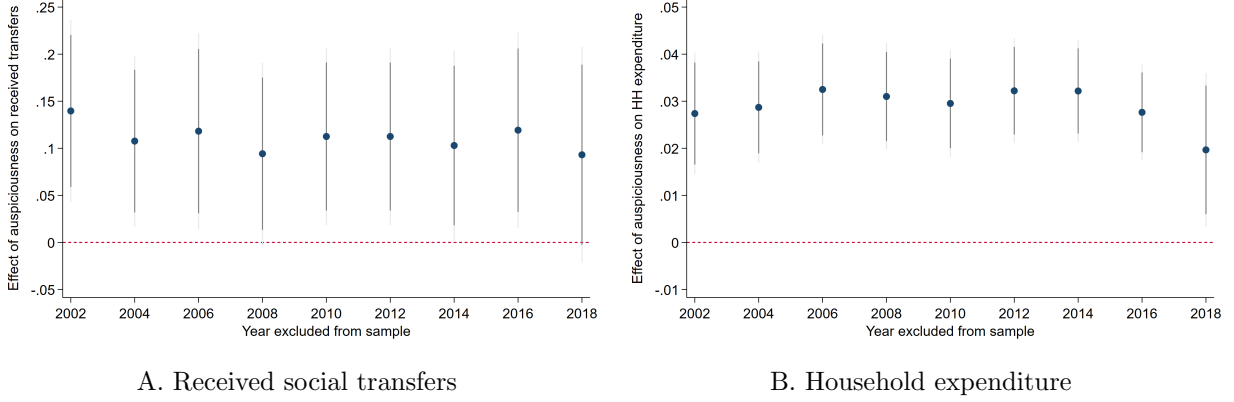 Effect of auspiciousness on received transfers
.25
.2
.15
.1
.05
0
-.05
2002 2004 2006 2008 2010 2012 2014 2016 2018
Year excluded from sample
A. Received social transfers
Effect of auspiciousness on HH expenditure
.05
.04
.03
.02
.01
0
-.01
2002 2004 2006 2008 2010 2012 2014 2016 2018
Year excluded from sample
B. Household expenditure